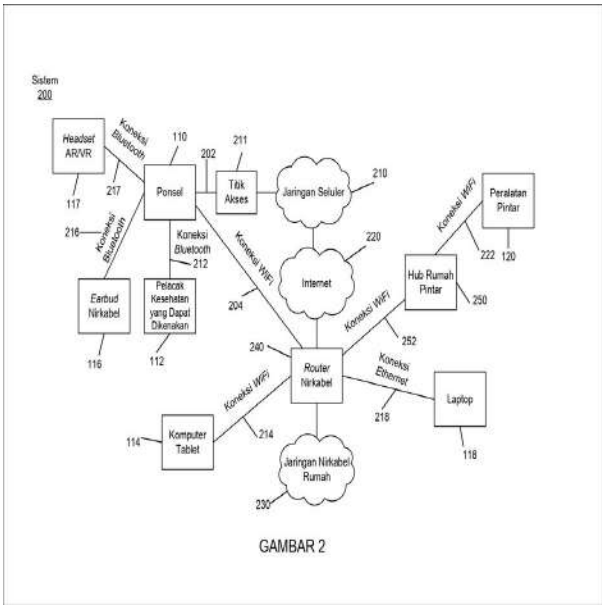 Sistem
200
Headset
AR/VR
117
Koneksi
Bluetooth
217
110
Ponsel
202
211
Titik
Akses
Jaringan Seluler
210
216
Koneksi
Bluetooth
Koneksi
Bluetooth
212
Koneksi WiFi
204
220
Internet
Koneksi WiFi
222
Peralatan
Pintar
120
Hub Rumah
Pintar
250
Koneksi WiFi
252
Earbud
Nirkabel
116
Pelacak
Kesehatan
yang Dapat
Dikenakan
112
240
Router
Nirkabel
Koneksi
Ethernet
218
Laptop
118
Koneksi WiFi
214
114
Komputer
Tablet
Jaringan Nirkabel
Rumah
230
GAMBAR 2